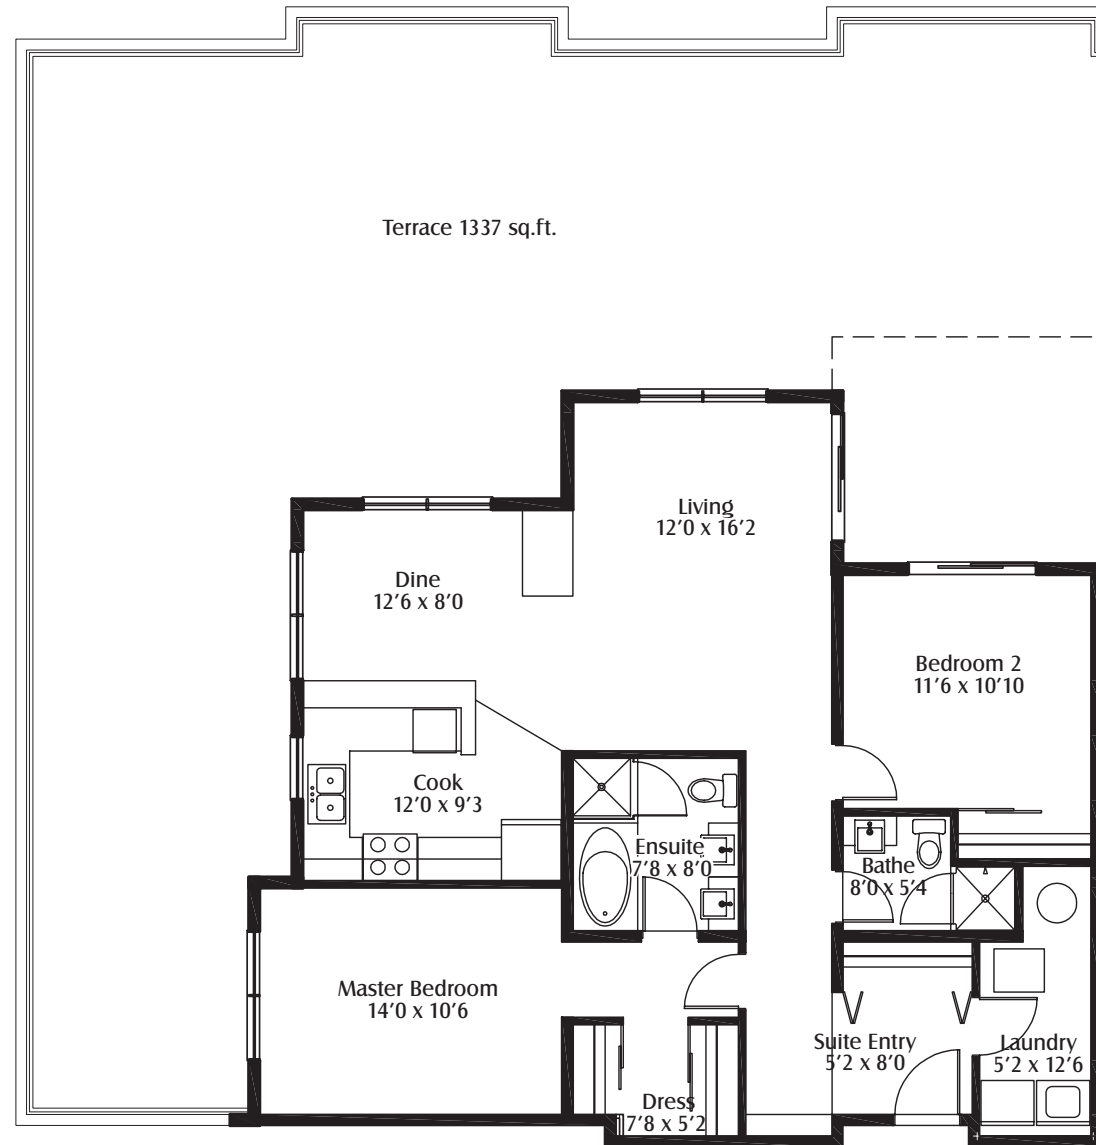 Terrace 1337 sq.ft.
Living
12'0 x 16'2
Dine
12'6 x 8'0
Bedroom 2
11'6 x 10'10
Cook
12'0 x 9'3
Ensuite
7'8 x 8'0
Bathe
8'0 x 5'4
Master Bedroom
14'0 x 10'6
Suite Entry
5'2 x 8'0
Laundry
5'2 x 12'6
Dress
7'8 x 5'2